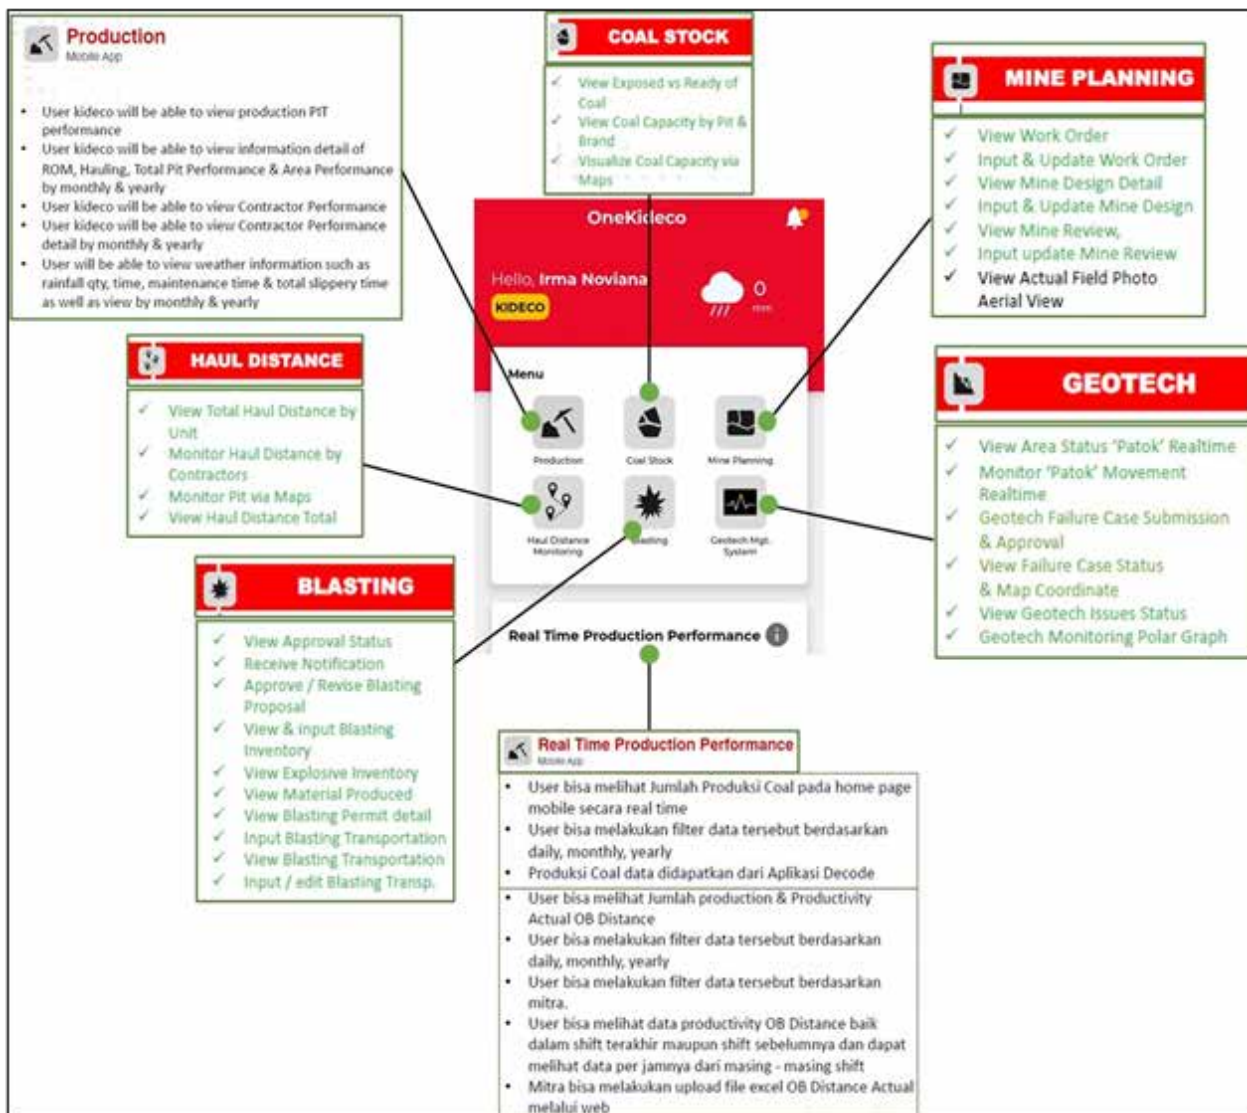 Production
Mobile App
• User kideco will be able to view production PIT
performance
• User kideco will be able to view information detail of
ROM, Hauling, Total Pit Performance & Area Performance
by monthly & yearly
• User kideco will be able to view Contractor Performance
• User kideco will be able to view Contractor Performance
detail by monthly & yearly
• User will be able to view weather information such as
rainfall qty, time, maintenance time & total slippery time
as well as view by monthly & yearly
COAL STOCK
✓ View Exposed vs Ready of
Coal
✓ View Coal Capacity by Pit &
Brand
✓ Visualize Coal Capacity via
Maps
MINE PLANNING
✓ View Work Order
✓ Input & Update Work Order
✓ View Mine Design Detail
✓ Input & Update Mine Design
✓ View Mine Review,
✓ Input update Mine Review
✓ View Actual Field Photo
Aerial View
OneKideco
Hello, Irma Noviana
KIDECO
0
mm
Menu
Production
Coal Stock
Mine Planning
Haul Distance
Monitoring
Blasting
Geotech Mgt.
System
Real Time Production Performance
HAUL DISTANCE
✓ View Total Haul Distance by
Unit
✓ Monitor Haul Distance by
Contractors
✓ Monitor Pit via Maps
✓ View Haul Distance Total
GEOTECH
✓ View Area Status 'Patok' Realtime
✓ Monitor 'Patok' Movement
Realtime
✓ Geotech Failure Case Submission
& Approval
✓ View Failure Case Status
& Map Coordinate
✓ View Geotech Issues Status
✓ Geotech Monitoring Polar Graph
BLASTING
✓ View Approval Status
✓ Receive Notification
✓ Approve / Revise Blasting
Proposal
✓ View & input Blasting
Inventory
✓ View Explosive Inventory
✓ View Material Produced
✓ View Blasting Permit detail
✓ Input Blasting Transportation
✓ View Blasting Transportation
✓ Input / edit Blasting Transp.
Real Time Production Performance
Mobile App
• User bisa melihat Jumlah Produksi Coal pada home page
mobile secara real time
• User bisa melakukan filter data tersebut berdasarkan
daily, monthly, yearly
• Produksi Coal data didapatkan dari Aplikasi Decode
• User bisa melihat Jumlah production & Productivity
Actual OB Distance
• User bisa melakukan filter data tersebut berdasarkan
daily, monthly, yearly
• User bisa melakukan filter data tersebut berdasarkan
mitra.
• User bisa melihat data productivity OB Distance baik
dalam shift terakhir maupun shift sebelumnya dan dapat
melihat data per jamnya dari masing - masing shift
• Mitra bisa melakukan upload file excel OB Distance Actual
melalui web